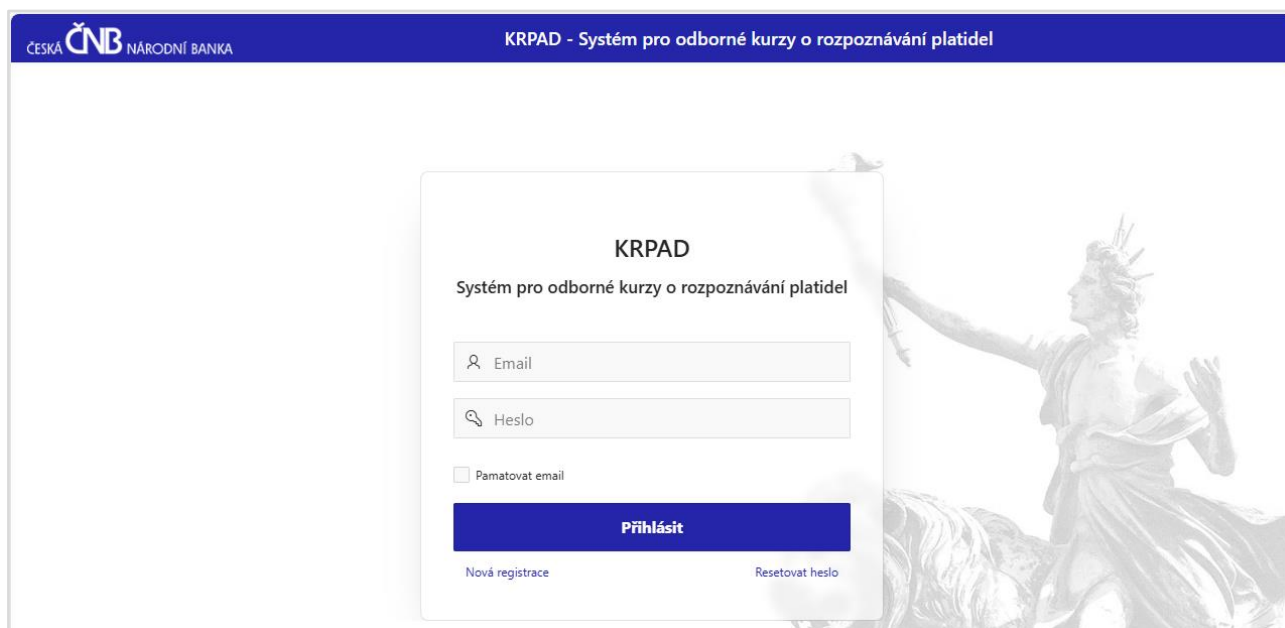 ČESKÁ ČNB NÁRODNÍ BANKA
KRPAD - Systém pro odborné kurzy o rozpoznávání platidel
KRPAD
Systém pro odborné kurzy o rozpoznávání platidel
Email
Heslo
Pamatovat email
Přihlásit
Nová registrace
Resetovat heslo